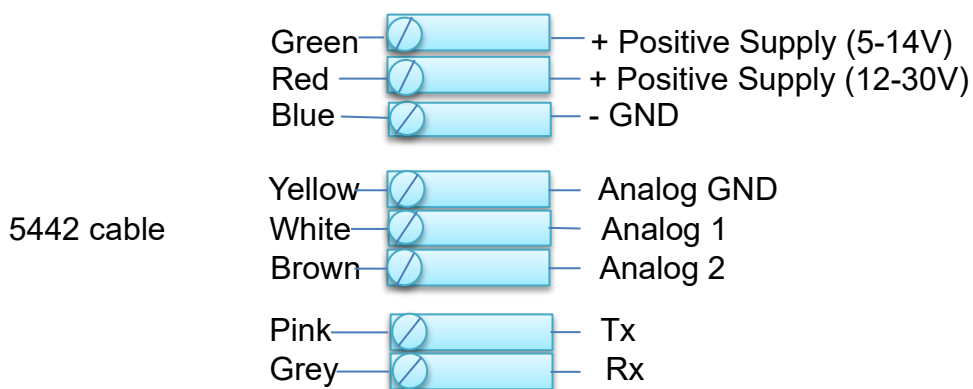 Green + Positive Supply (5-14V)
Red + Positive Supply (12-30V)
Blue - GND
Yellow Analog GND
5442 cable White Analog 1
Brown Analog 2
Pink Tx
Grey Rx